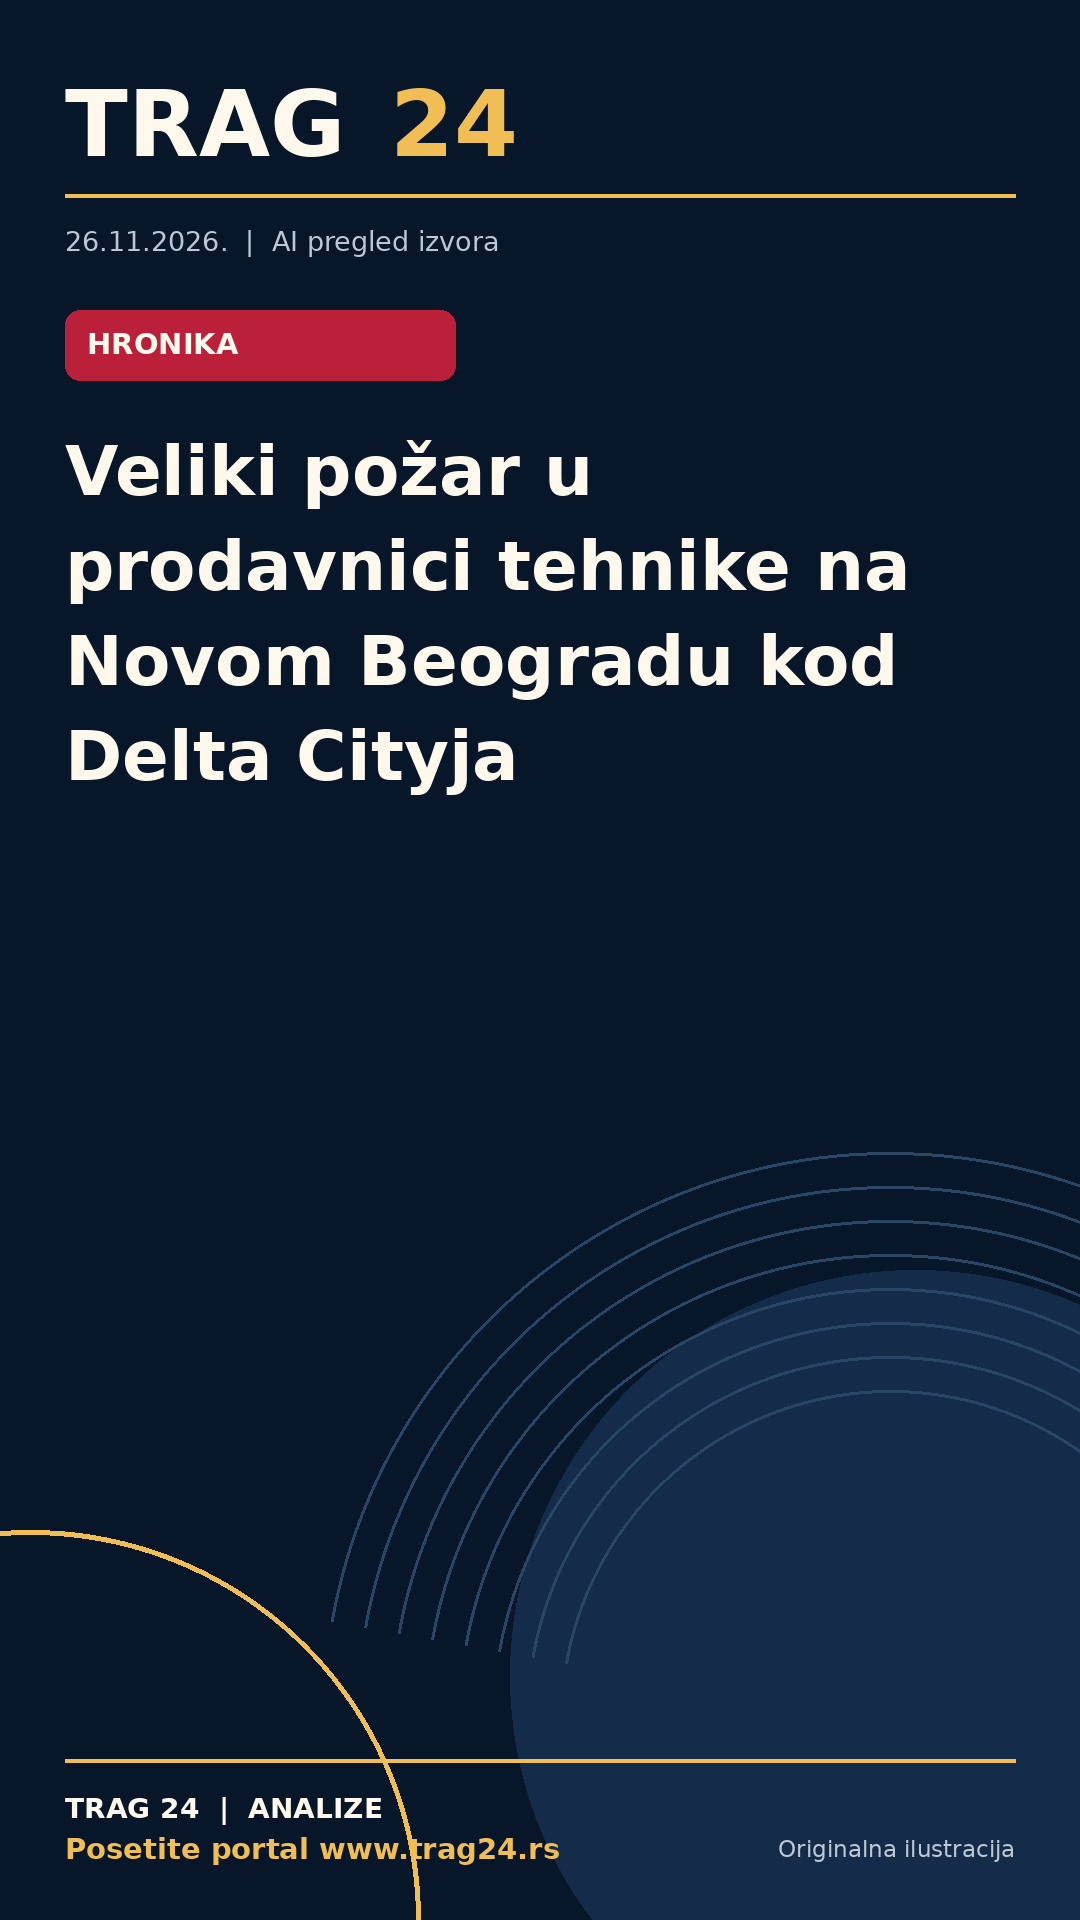 TRAG 24
26.11.2026. | AI pregled izvora
HRONIKA
Veliki požar u
prodavnici tehnike na
Novom Beogradu kod
Delta Cityja
TRAG 24 | ANALIZE
Posetite portal www.trag24.rs
Originalna ilustracija